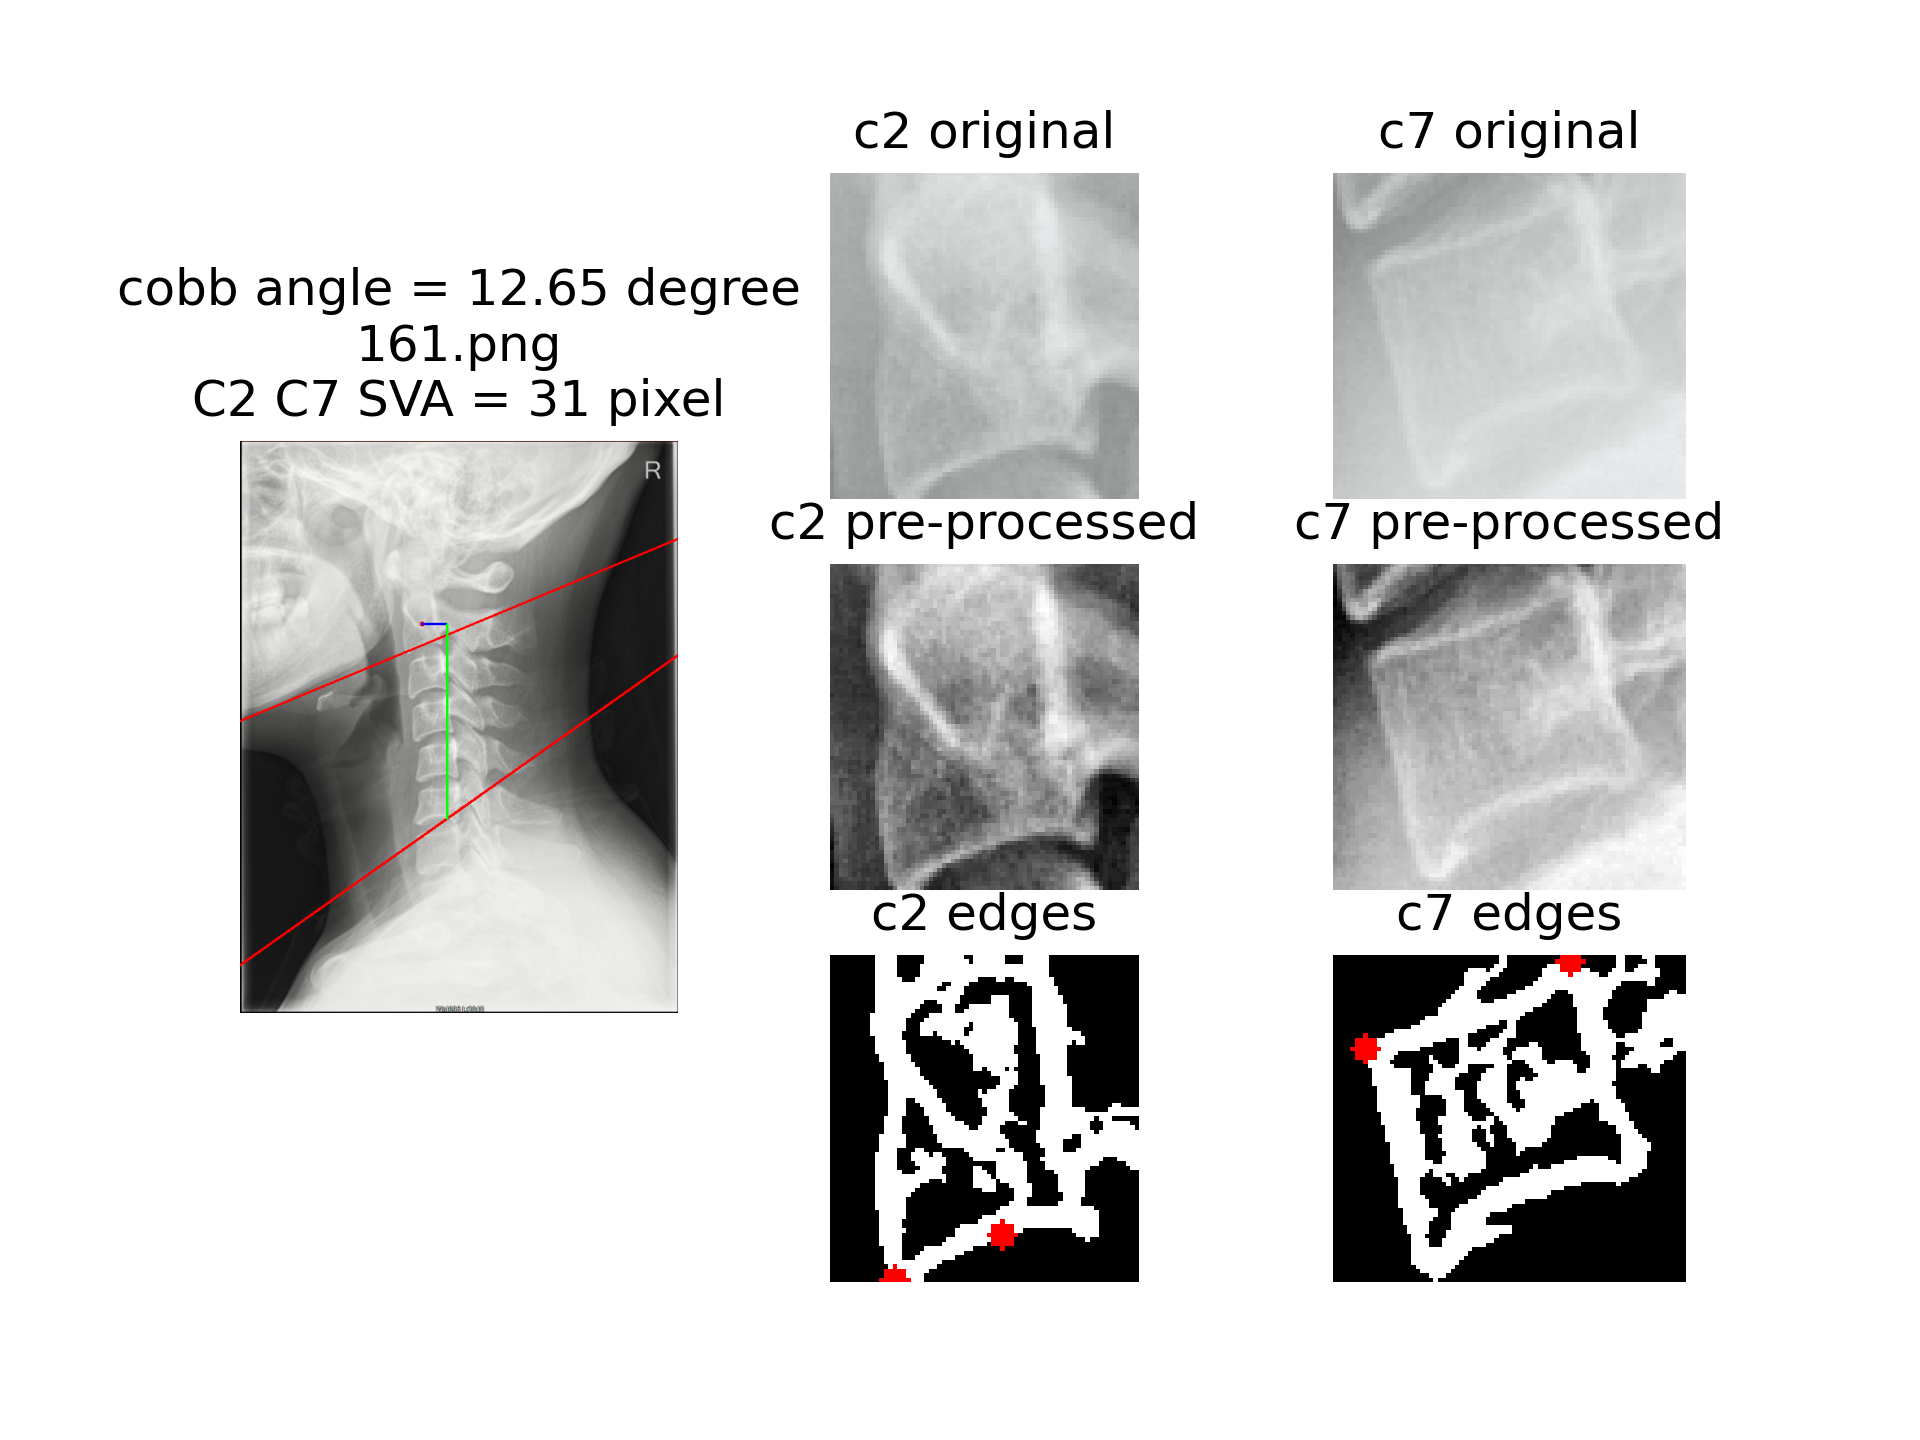 cobb angle = 12.65 degree
161.png
C2 C7 SVA = 31 pixel
R
c2 original
c7 original
c2 pre-processed
c7 pre-processed
c2 edges
c7 edges